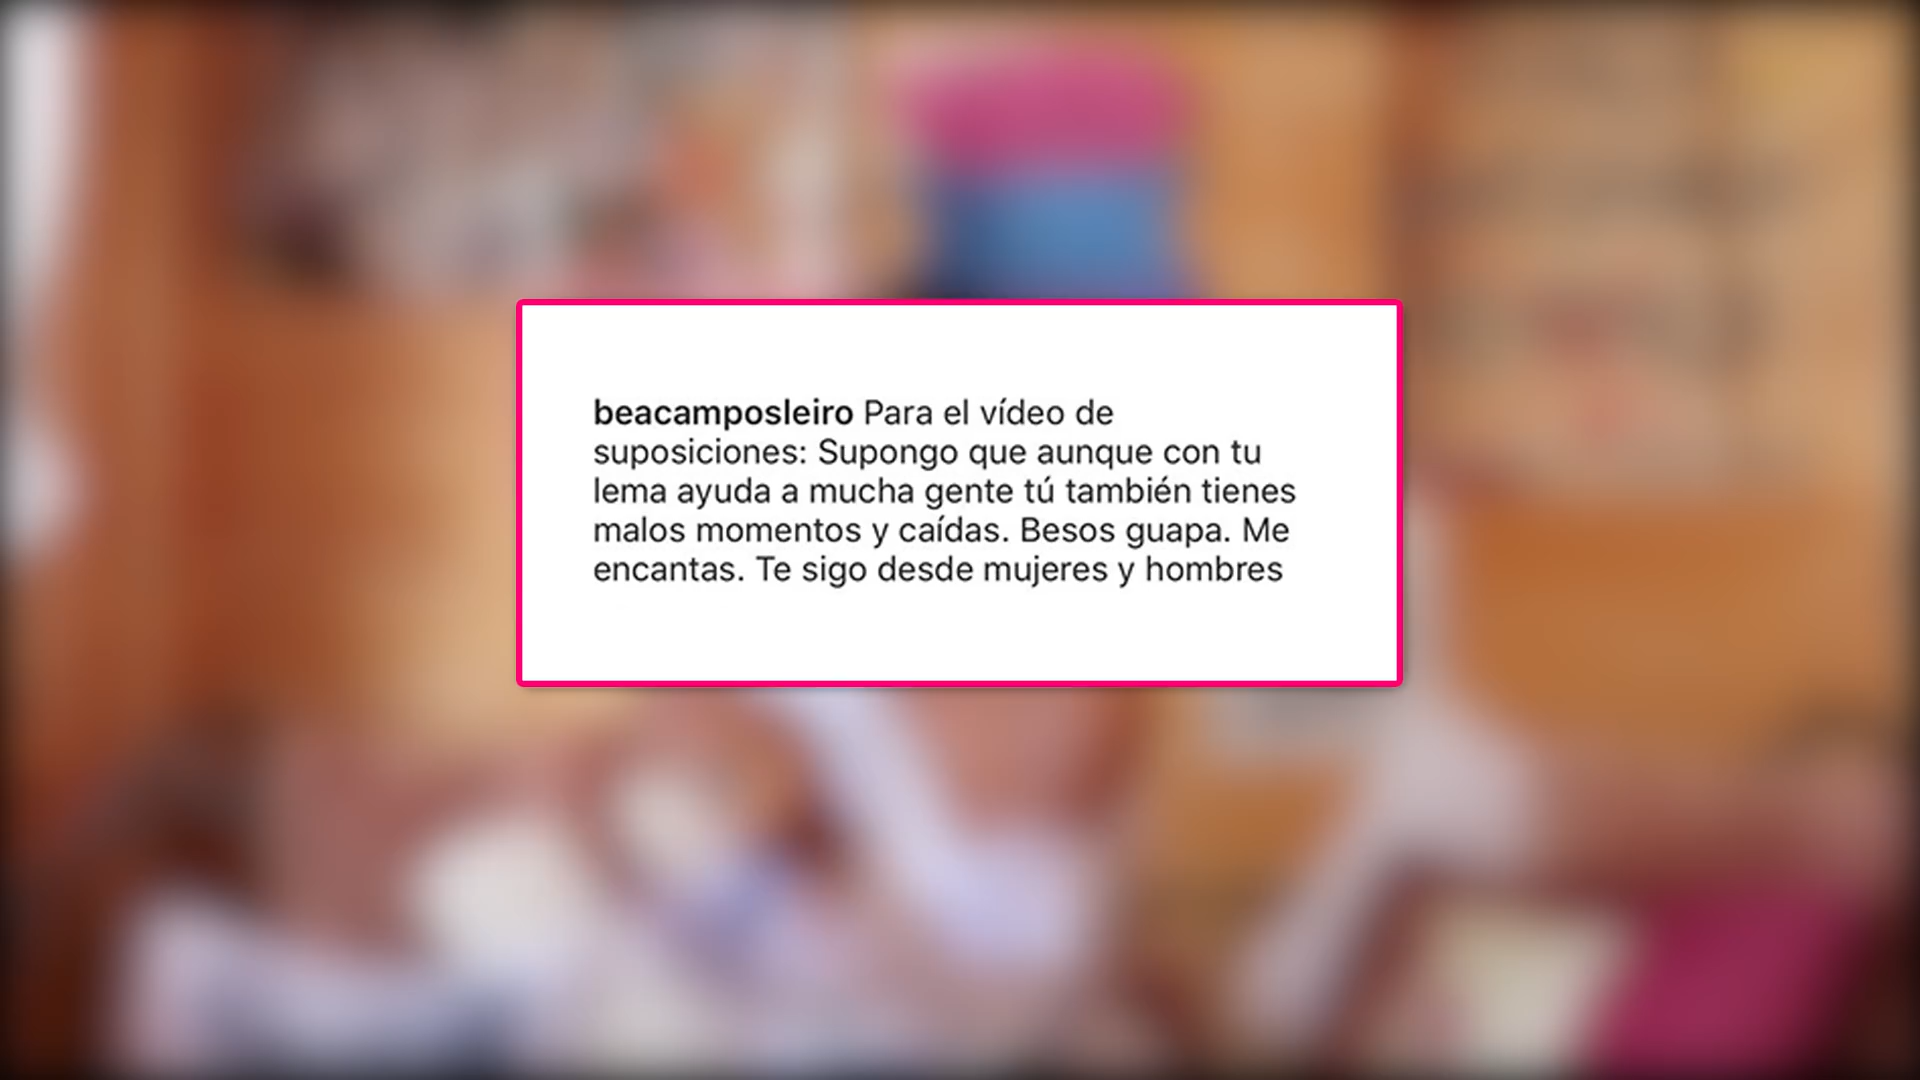 beacamposleiro Para el vídeo de
suposiciones: Supongo que aunque con tu
lema ayuda a mucha gente tú también tienes
malos momentos y caídas. Besos guapa. Me
encantas. Te sigo desde mujeres y hombres